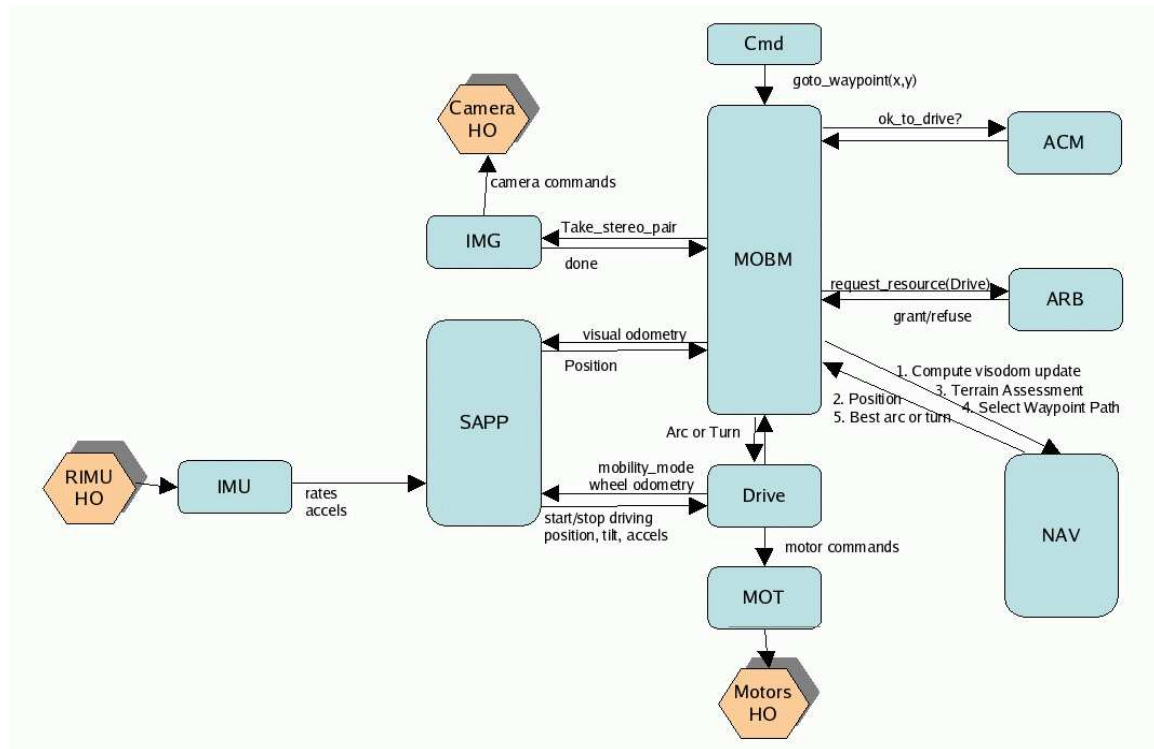 Cmd
goto_waypoint(x,y)
Camera
HO
ok_to_drive?
ACM
camera commands
IMG
Take_stereo_pair
done
MOBM
request_resource(Drive)
grant/refuse
ARB
visual odometry
Position
SAPP
1. Compute visodom update
3. Terrain Assessment
4. Select Waypoint Path
2. Position
5. Best arc or turn
Arc or Turn
RIMU
HO
IMU
rates
accels
mobility_mode
wheel odometry
Drive
start/stop driving
position, tilt, accels
NAV
motor commands
MOT
Motors
HO